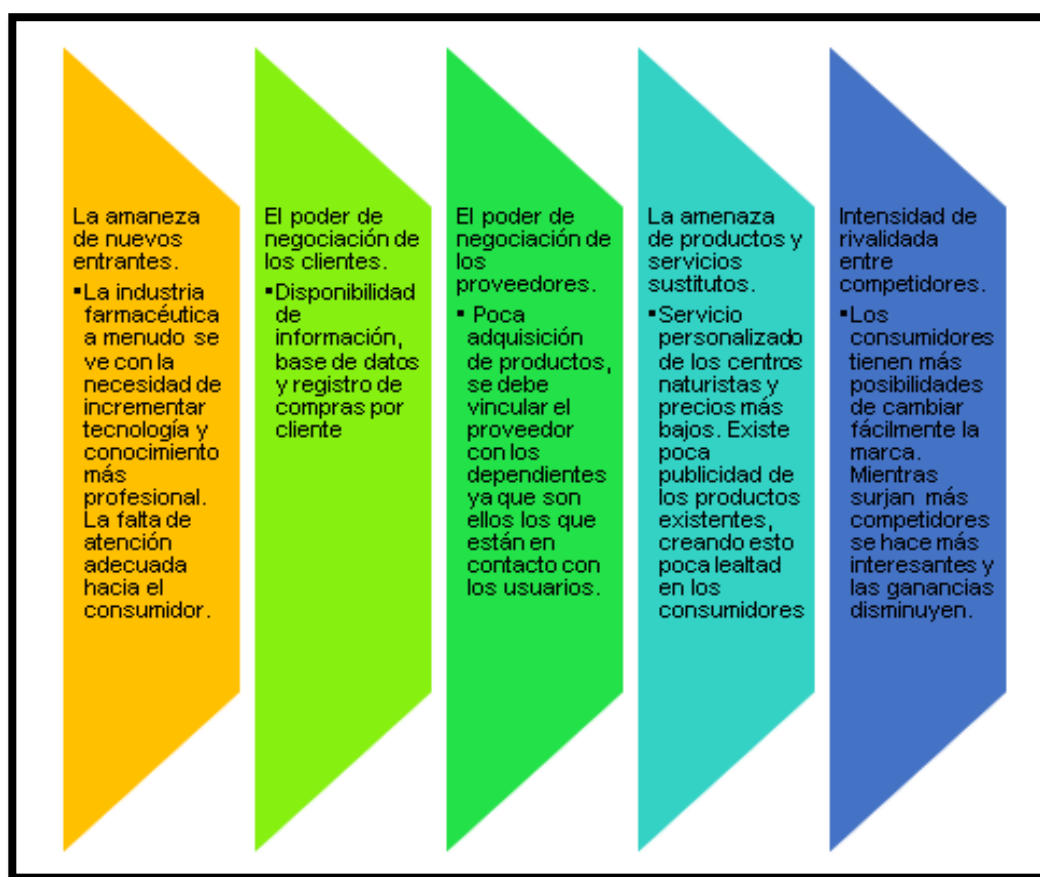 La amaneza
de nuevos
entrantes.
▪La industria
farmacéutica
a menudo se
ve con la
necesidad de
incrementar
tecnología y
conocimiento
más
profesional.
La falta de
atención
adecuada
hacia el
consumidor.
El poder de
negociación de
los clientes.
▪Disponibilidad
de
información,
base de datos
y registro de
compras por
cliente
El poder de
negociación de
los
proveedores.
▪ Poca
adquisición
de productos,
se debe
vincular el
proveedor
con los
dependientes
ya que son
ellos los que
están en
contacto con
los usuarios.
La amenaza
de productos y
servicios
sustitutos.
▪Servicio
personalizado
de los centros
naturistas y
precios más
bajos. Existe
poca
publicidad de
los productos
existentes,
creando esto
poca lealtad
en los
consumidores
Intensidad de
rivalidada
entre
competidores.
▪Los
consumidores
tienen más
posibilidades
de cambiar
fácilmente la
marca.
Mientras
surjan más
competidores
se hace más
interesantes y
las ganancias
disminuyen.